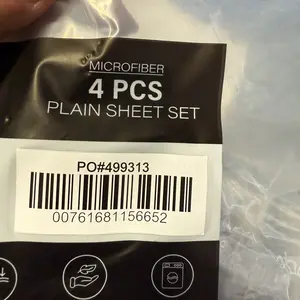 MICROFIBER
4 PCS
PLAIN SHEET SET
PO#499313
00761681156652